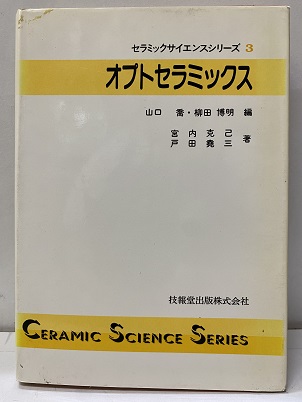 セラミックサイエンスシリーズ 3
オプトセラミックス
山口 喬・柳田 博明 編
宮内克己
戸田堯三 著
技報堂出版株式会社
CERAMIC SCIENCE SERIES